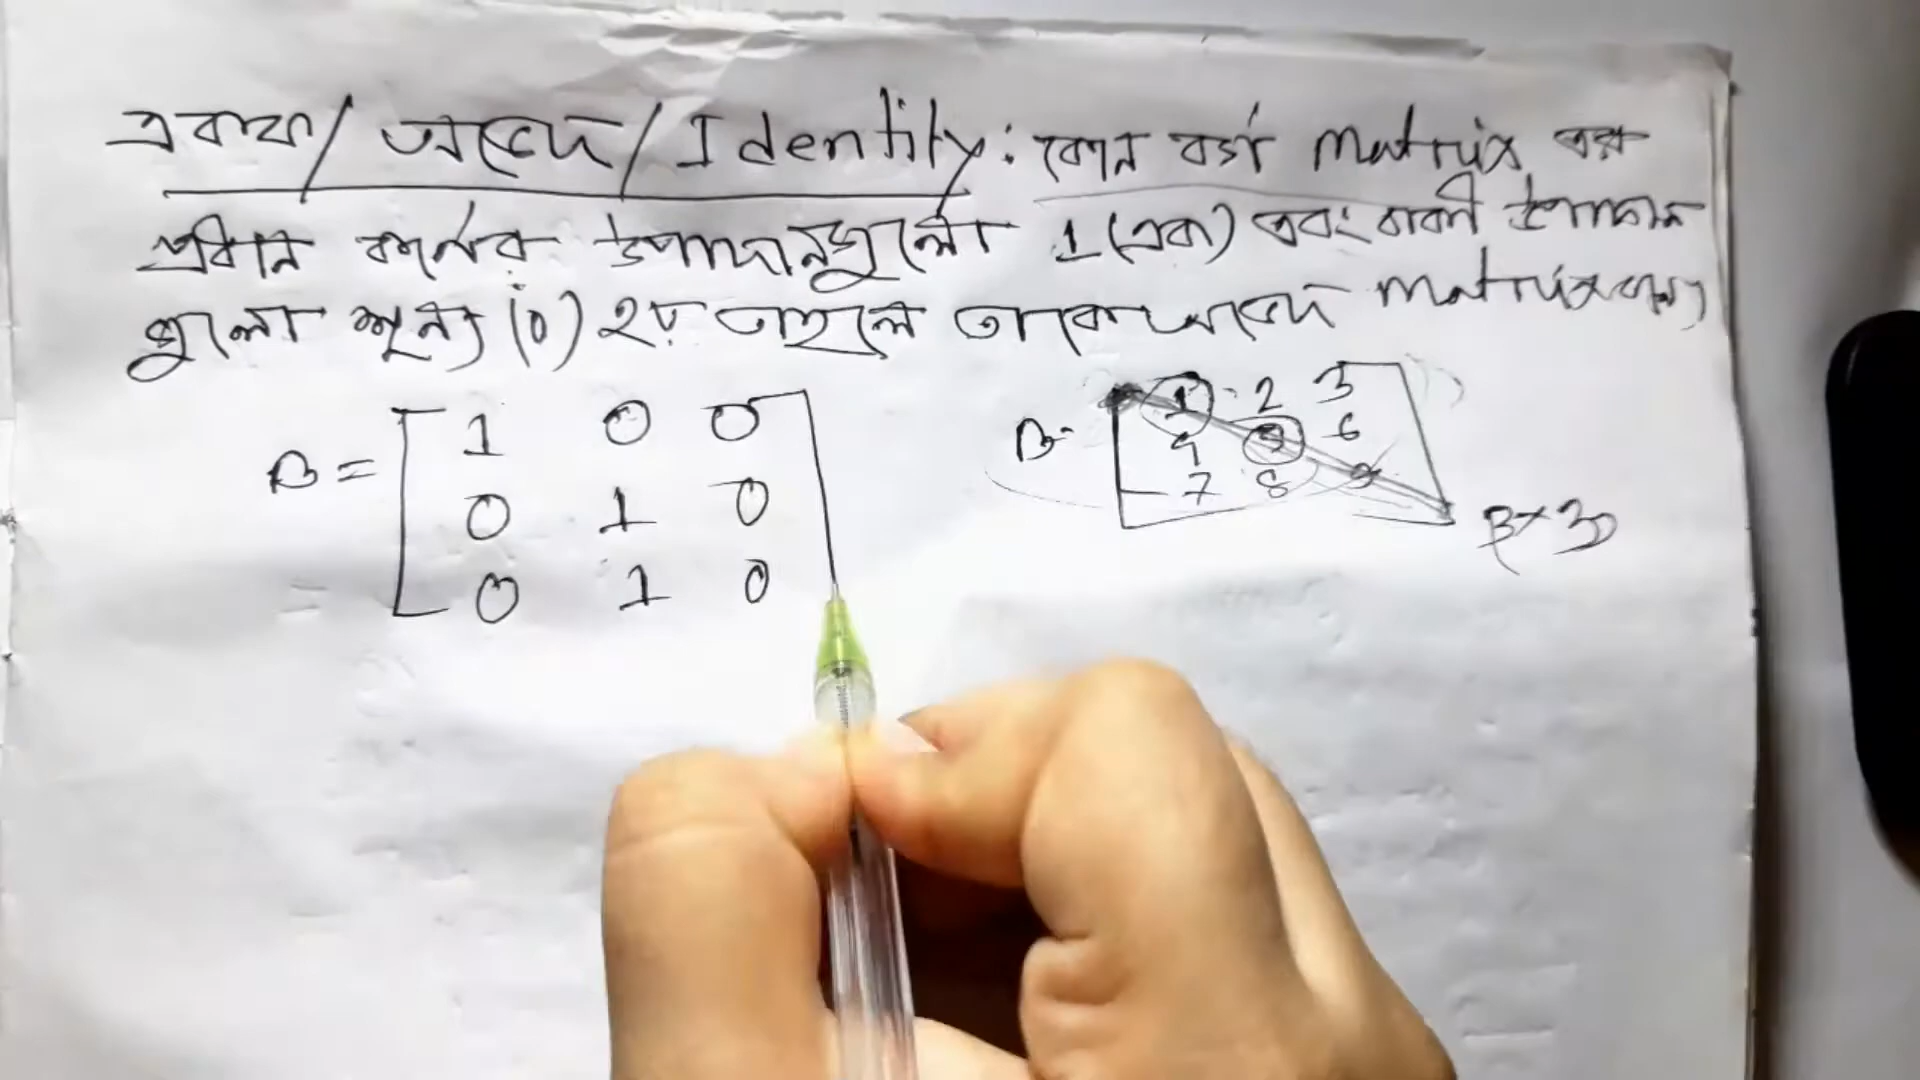 একক/অভেদ/Identity: কোন বর্গ matrix এর
প্রধান কর্নের উপাদানগুলো 1 (এক) এবং বাকী উপাদান
গুলো শূন্য (0) হয় তাহলে তাকে অভেদ matrix বলে
B = [1 0 0
0 1 0
0 1 0]
B = [1 2 3
4 5 6
7 8 9] 3×3